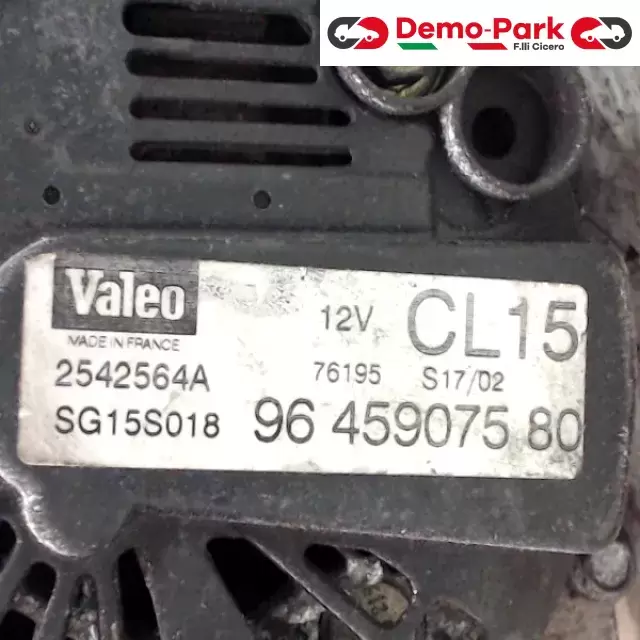 Demo-Park
F.lli Cicero
Valeo
MADE IN FRANCE
12V
CL15
2542564A
76195
S17/02
SG15S018
96 459075 80